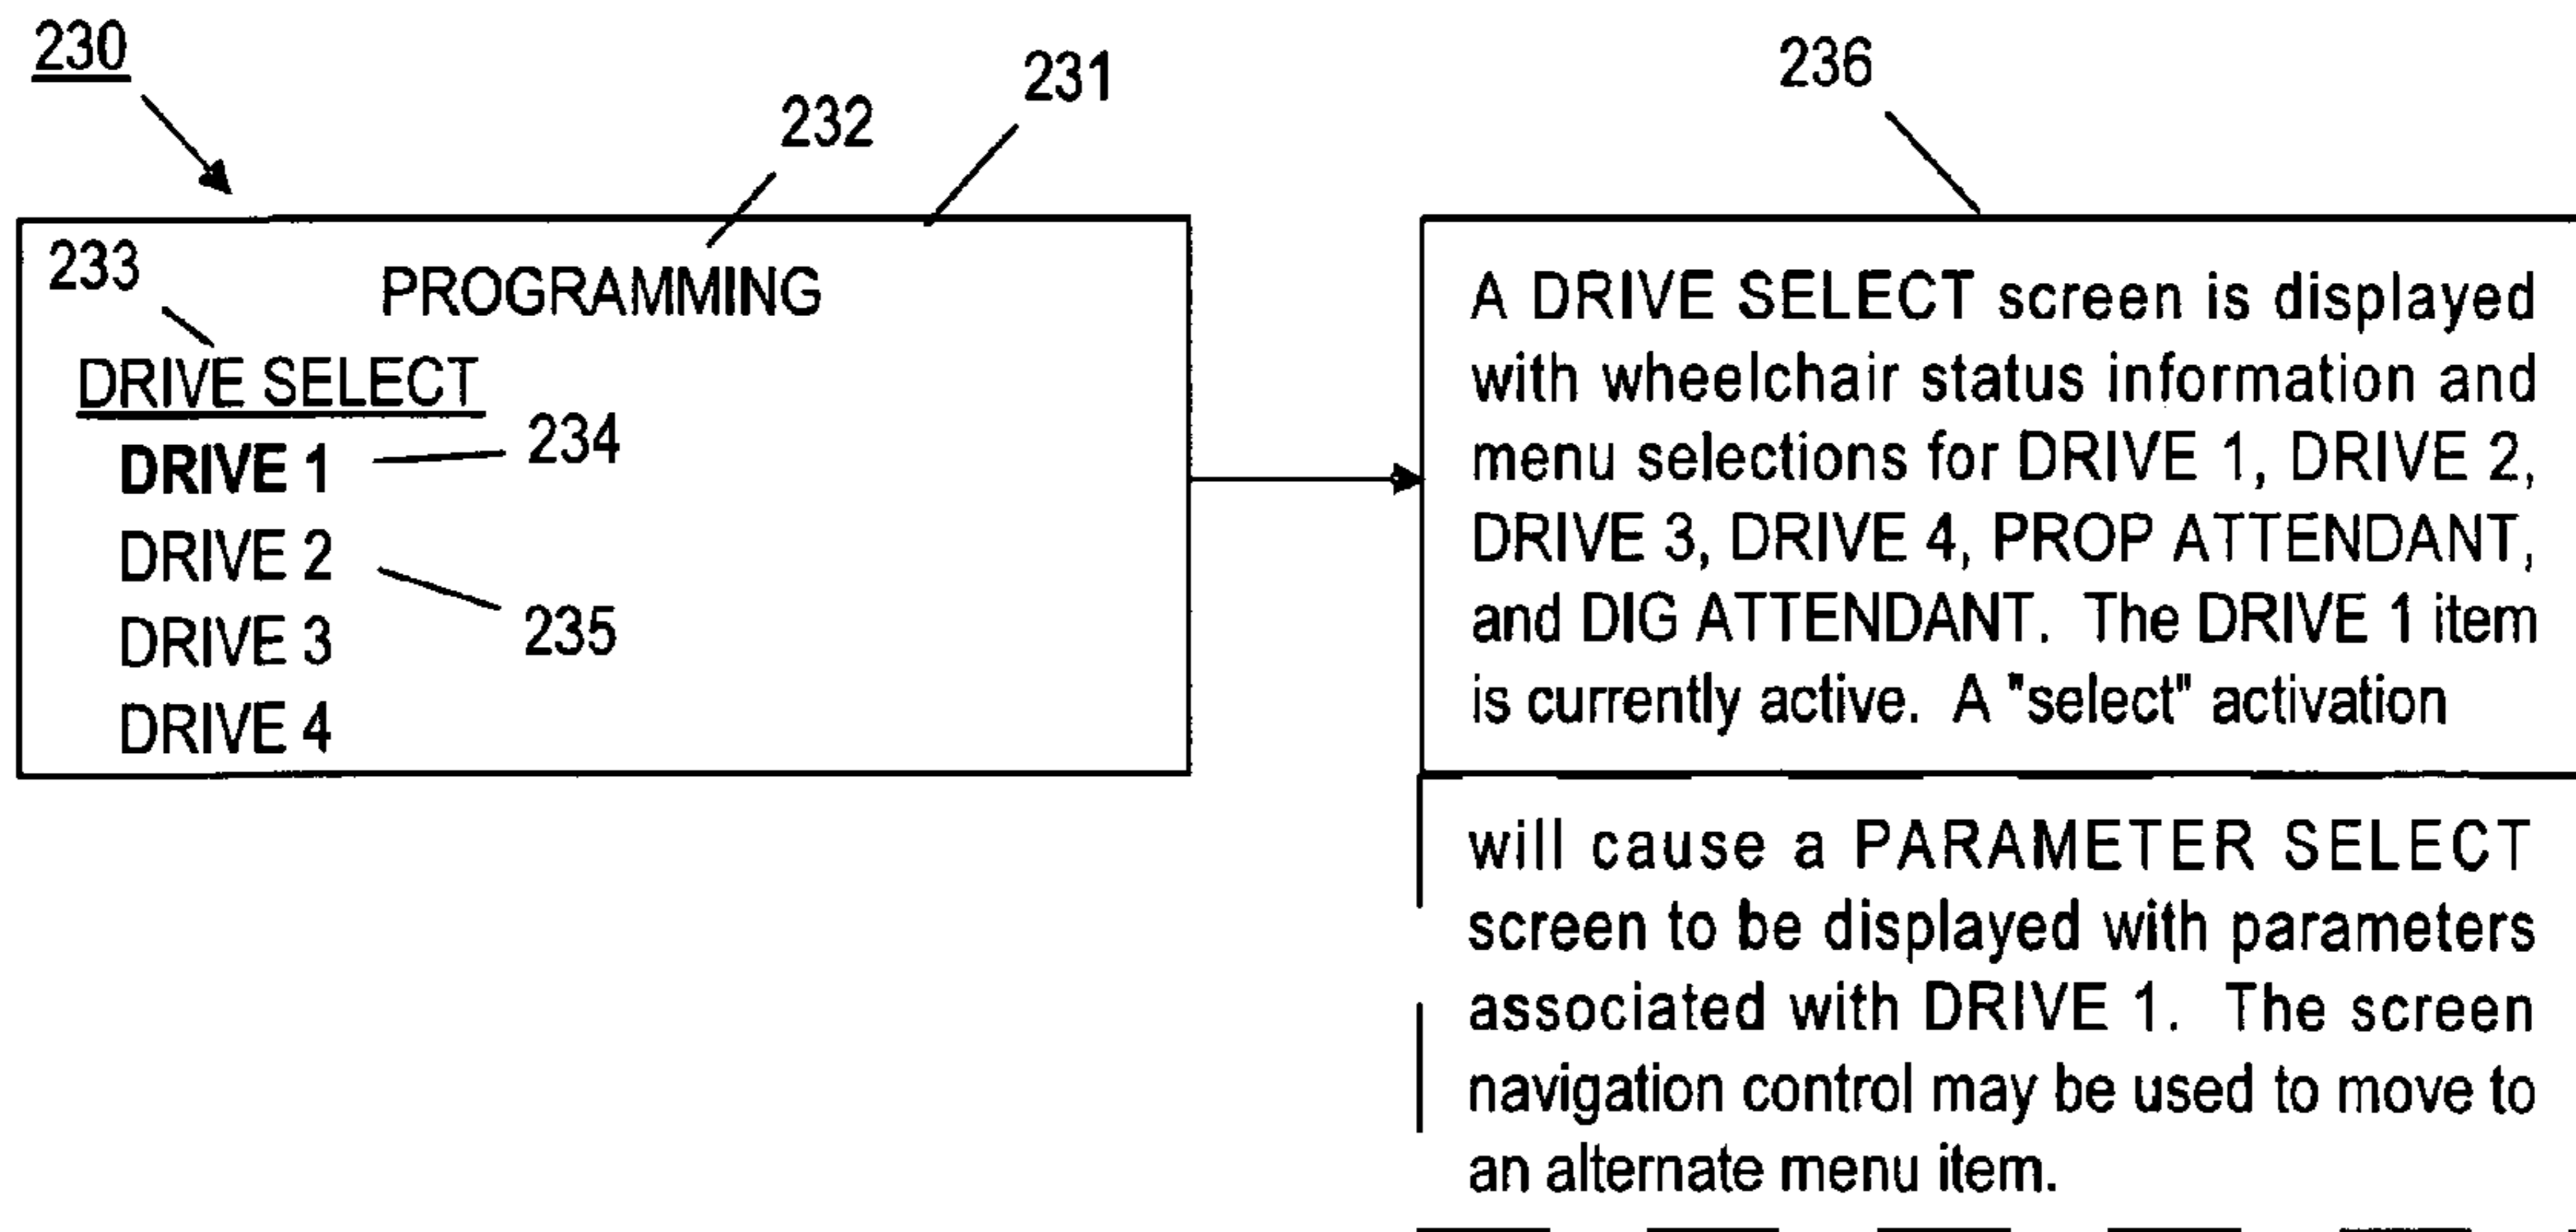 230
231
232
236
233
PROGRAMMING
DRIVE SELECT
DRIVE 1
234
DRIVE 2
235
DRIVE 3
DRIVE 4
A DRIVE SELECT screen is displayed
with wheelchair status information and
menu selections for DRIVE 1, DRIVE 2,
DRIVE 3, DRIVE 4, PROP ATTENDANT,
and DIG ATTENDANT. The DRIVE 1 item
is currently active. A "select" activation
will cause a PARAMETER SELECT
screen to be displayed with parameters
associated with DRIVE 1. The screen
navigation control may be used to move to
an alternate menu item.